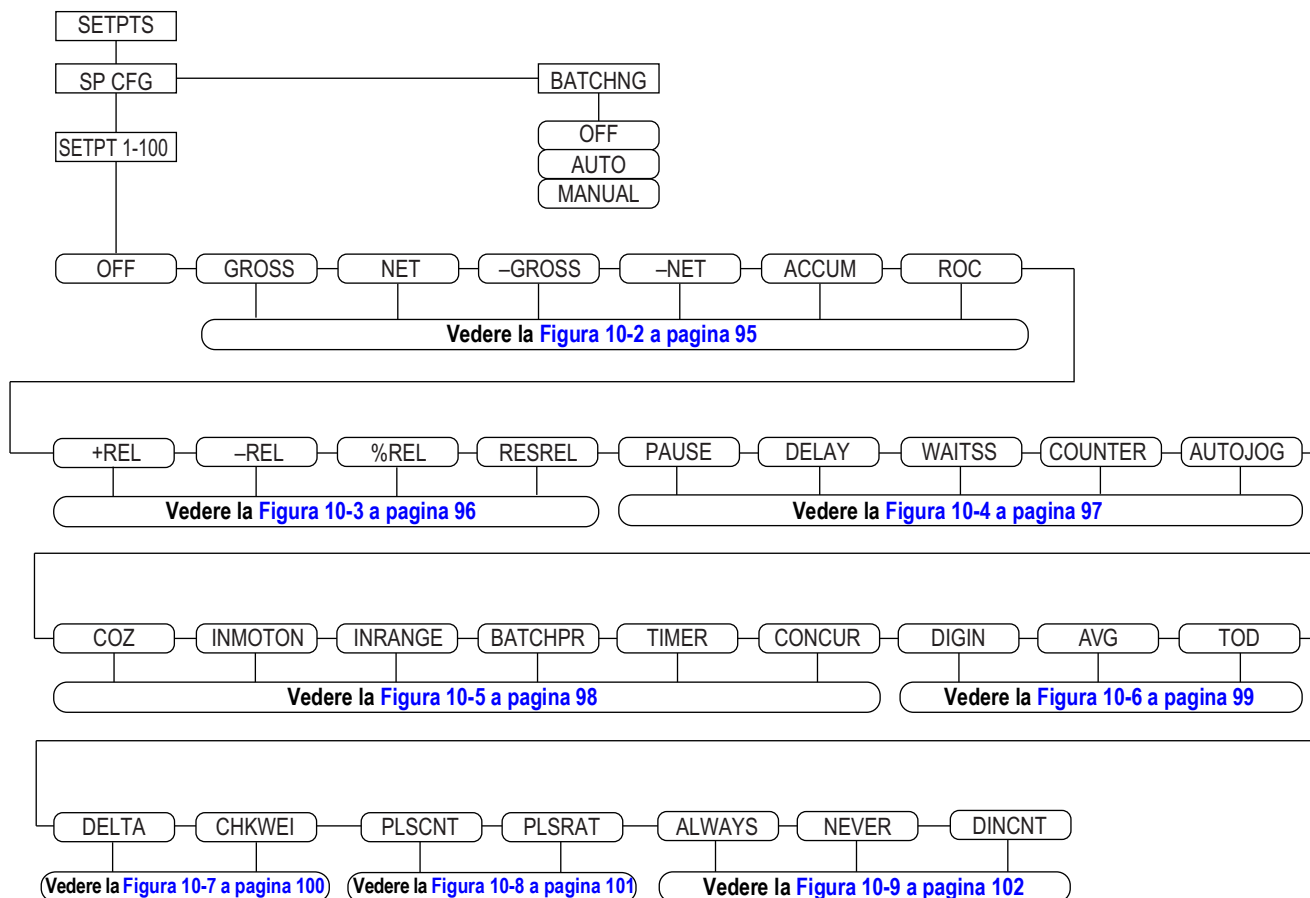 SETPTS
SP CFG
BATCHNG
OFF
SETPT 1-100
AUTO
MANUAL
OFF GROSS NET –GROSS –NET ACCUM ROC
Vedere la Figura 10-2 a pagina 95
+REL –REL %REL RESREL PAUSE DELAY WAITSS COUNTER AUTOJOG
Vedere la Figura 10-3 a pagina 96 Vedere la Figura 10-4 a pagina 97
COZ INMOTON INRANGE BATCHPR TIMER CONCUR DIGIN AVG TOD
Vedere la Figura 10-5 a pagina 98 Vedere la Figura 10-6 a pagina 99
DELTA CHKWEI PLSCNT PLSRAT ALWAYS NEVER DINCNT
Vedere la Figura 10-7 a pagina 100 Vedere la Figura 10-8 a pagina 101 Vedere la Figura 10-9 a pagina 102